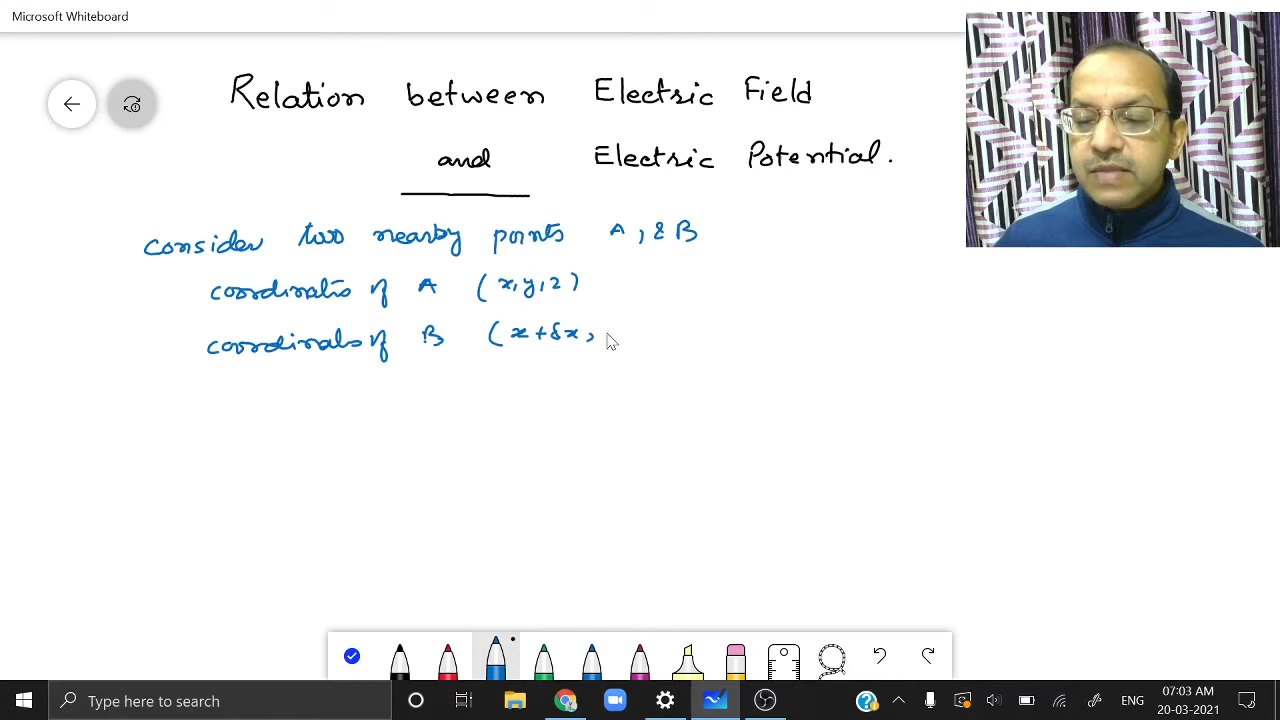 Microsoft Whiteboard
Relation between Electric Field
and Electric Potential.
consider two nearby points A, & B
coordinates of A (x, y, z)
coordinates of B (x+δx,
Type here to search
ENG
07:03 AM
20-03-2021